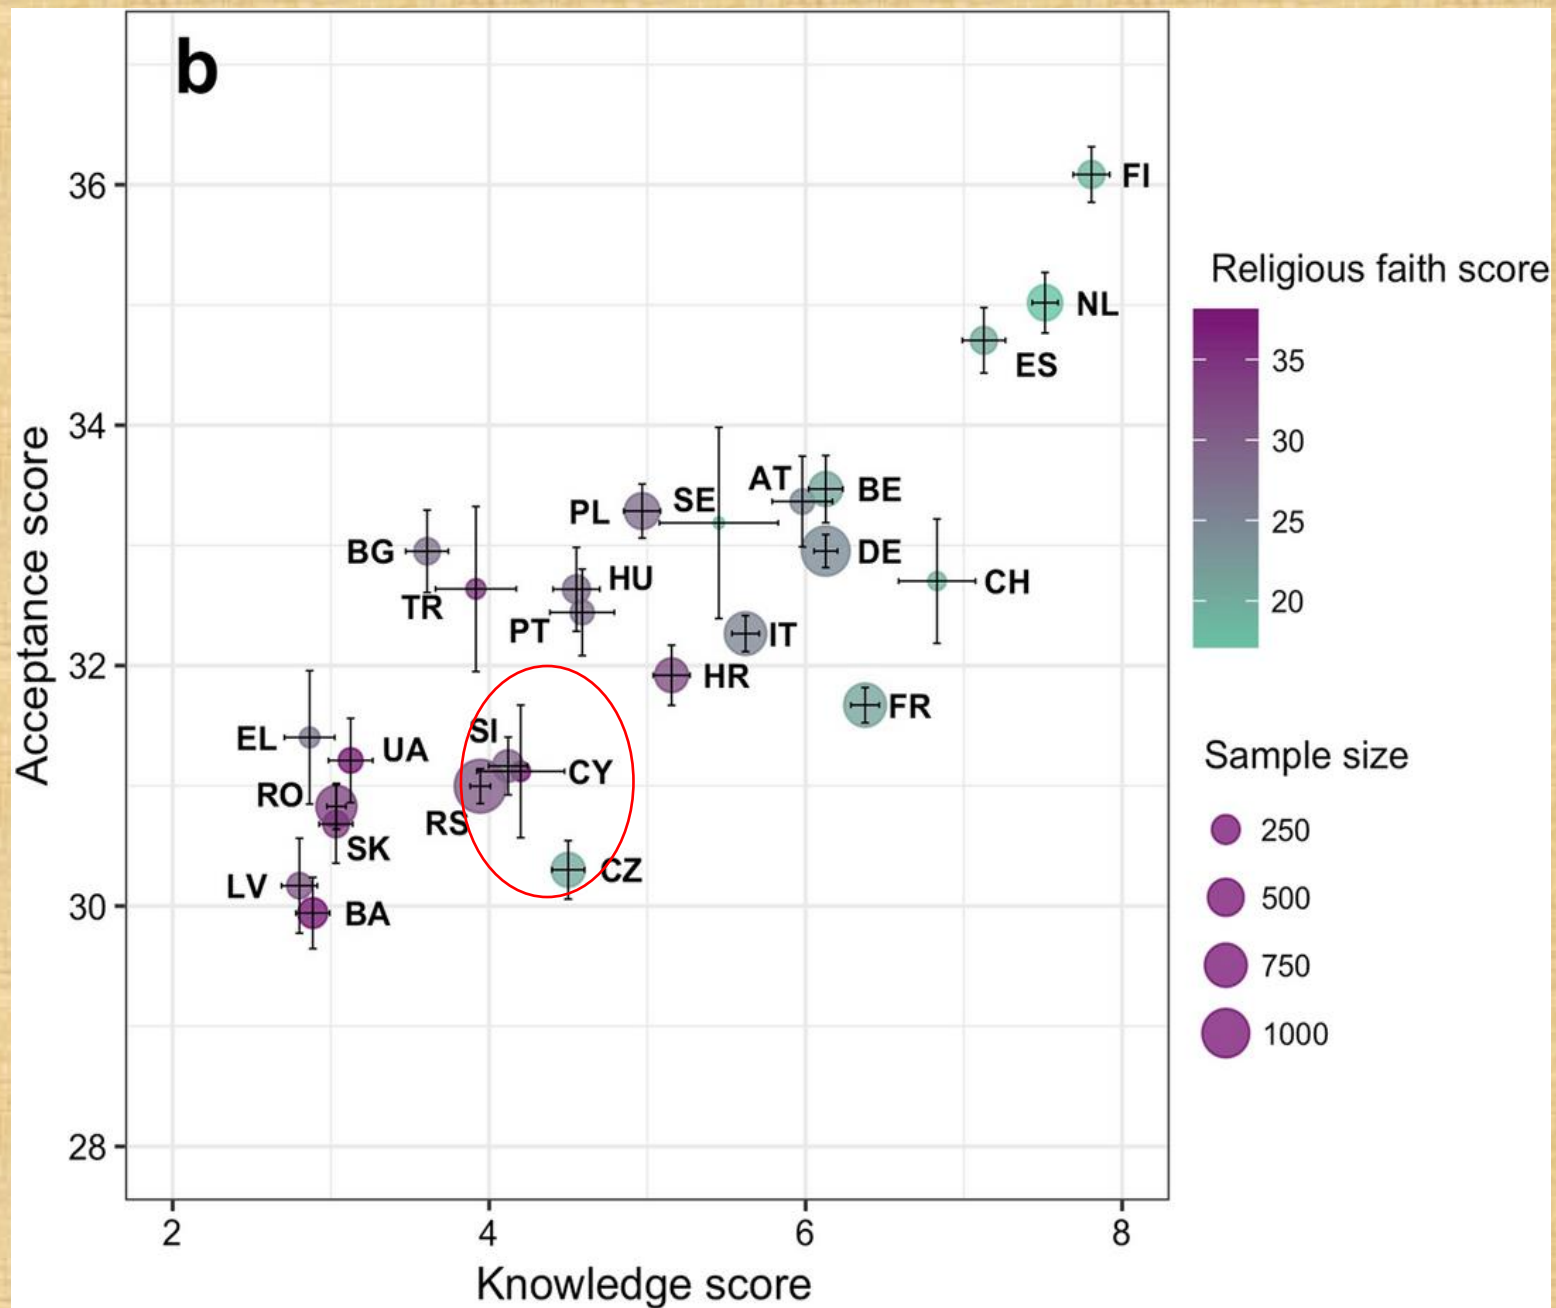 b
Acceptance score
36
34
32
30
28
2 4 6 8
Knowledge score
FI
NL
ES
AT
BE
SE
PL
DE
BG
HU
CH
TR
PT
IT
HR
FR
SI
EL
UA
CY
RO
RS
SK
CZ
LV
BA
Religious faith score
35
30
25
20
Sample size
250
500
750
1000